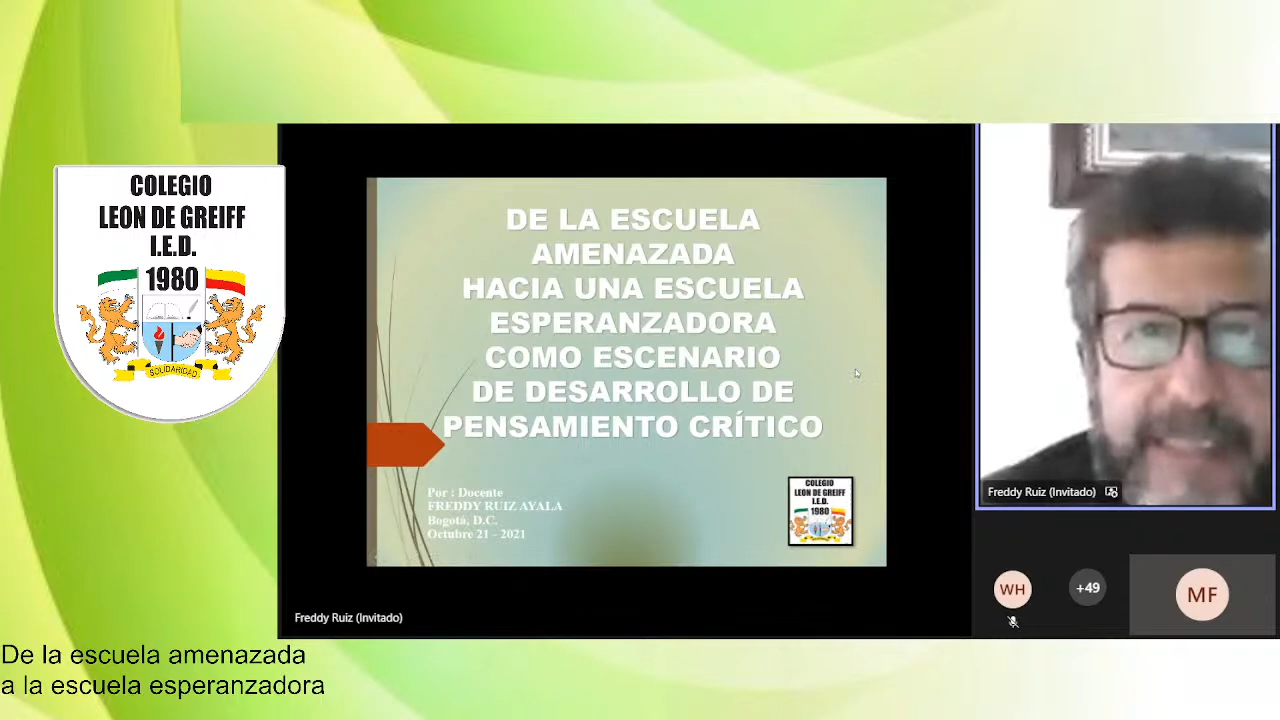 COLEGIO
LEON DE GREIFF
I.E.D.
1980
SOLIDARIDAD
DE LA ESCUELA
AMENAZADA
HACIA UNA ESCUELA
ESPERANZADORA
COMO ESCENARIO
DE DESARROLLO DE
PENSAMIENTO CRÍTICO
Por : Docente
FREDDY RUIZ AYALA
Bogotá, D.C.
Octubre 21 - 2021
COLEGIO
LEON DE GREIFF
I.E.D.
1980
Freddy Ruiz (Invitado)
Freddy Ruiz (Invitado)
WH
+49
MF
De la escuela amenazada
a la escuela esperanzadora